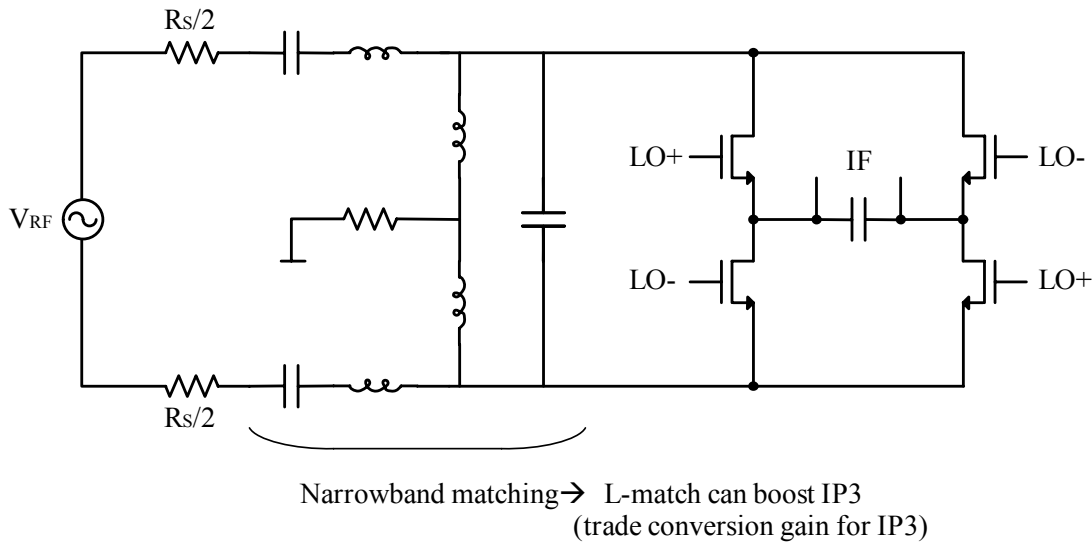 Rs/2
LO+
IF
LO-
VRF
LO-
LO+
Rs/2
Narrowband matching→ L-match can boost IP3
(trade conversion gain for IP3)